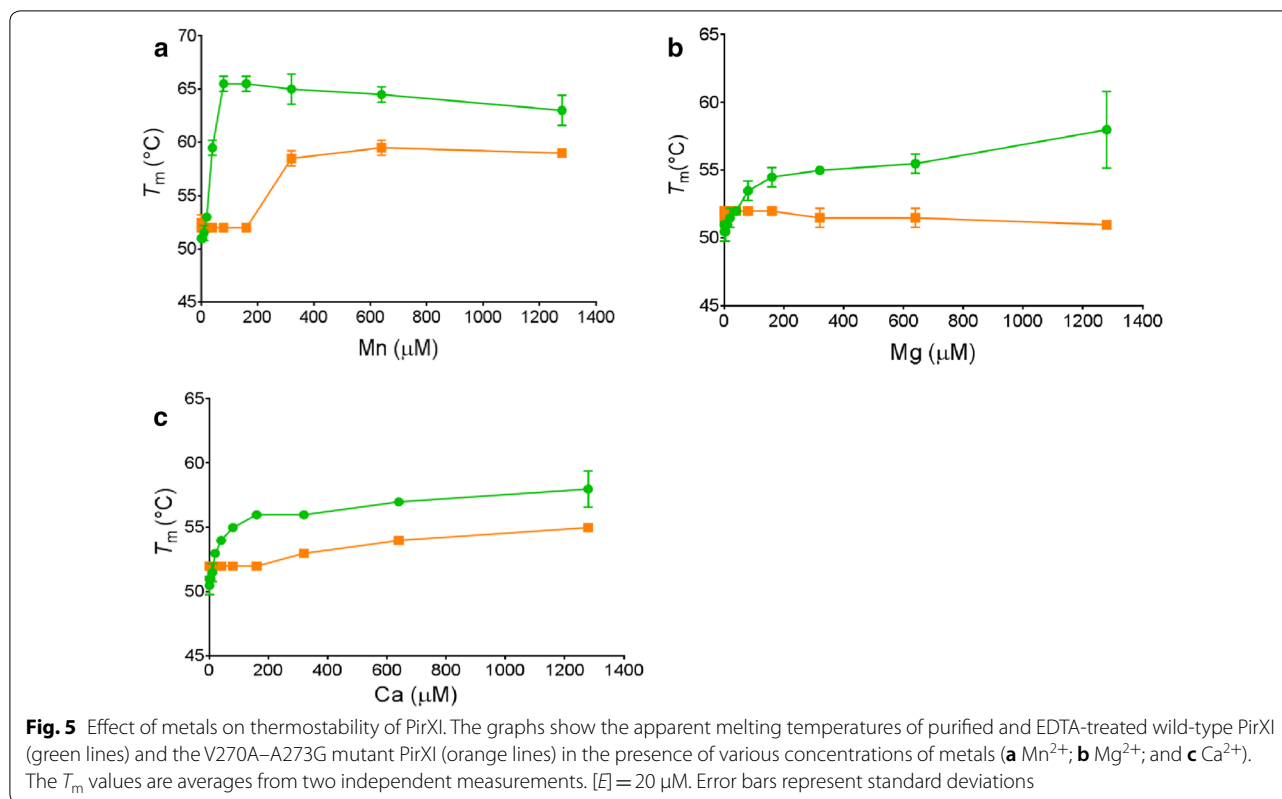 a
70
65
60
55
50
45
Tm (°C)
0 200 400 600 800 1000 1200 1400
Mn (µM)
b
65
60
55
50
45
Tm (°C)
0 200 400 600 800 1000 1200 1400
Mg (µM)
c
65
60
55
50
45
Tm (°C)
0 200 400 600 800 1000 1200 1400
Ca (µM)
Fig. 5 Effect of metals on thermostability of PirXI. The graphs show the apparent melting temperatures of purified and EDTA-treated wild-type PirXI
(green lines) and the V270A–A273G mutant PirXI (orange lines) in the presence of various concentrations of metals (a Mn²⁺; b Mg²⁺; and c Ca²⁺).
The Tm values are averages from two independent measurements. [E] = 20 µM. Error bars represent standard deviations